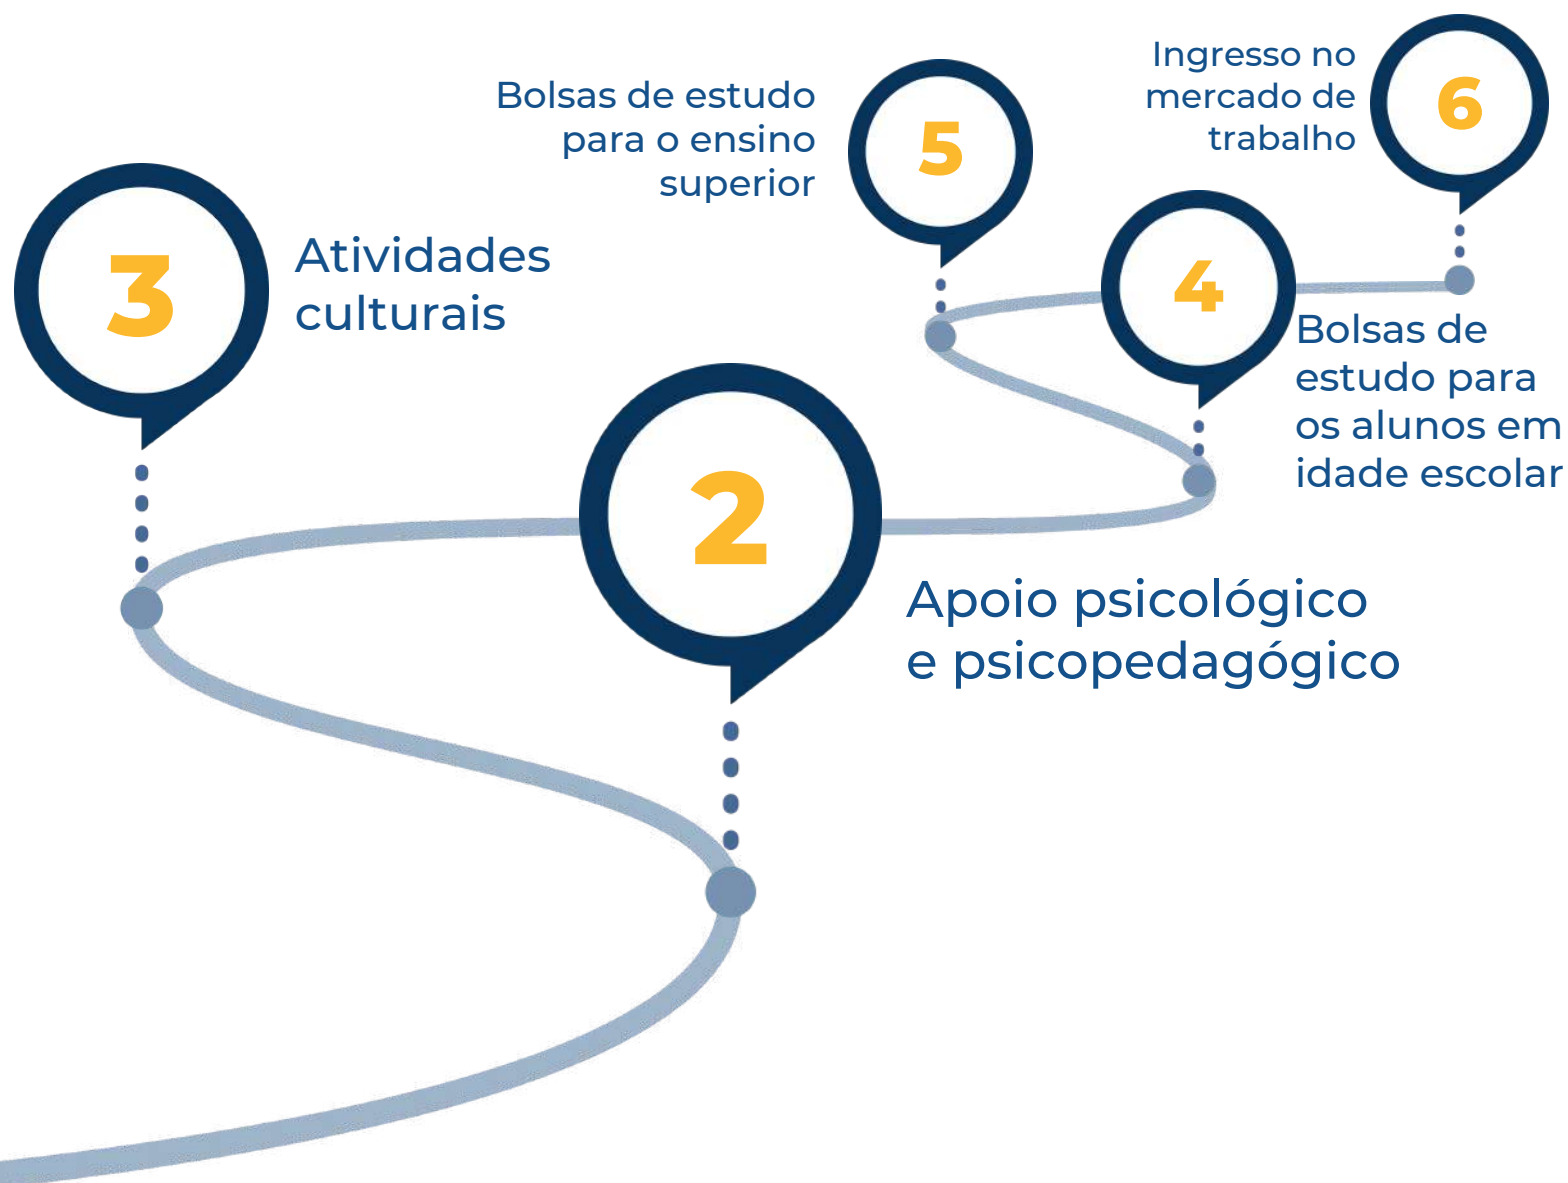 6
Ingresso no
mercado de
trabalho
5
Bolsas de estudo
para o ensino
superior
4
Bolsas de
estudo para
os alunos em
idade escolar
3
Atividades
culturais
2
Apoio psicológico
e psicopedagógico